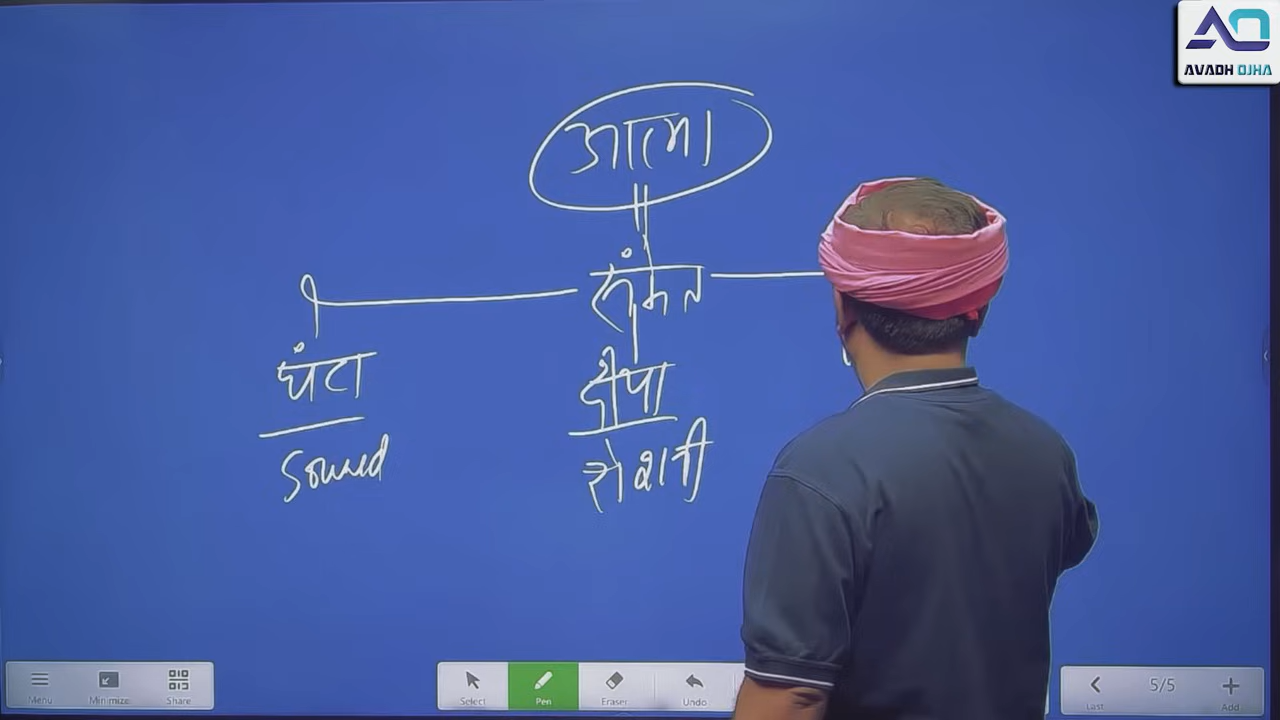 AVADH OJHA
आत्मा
संकेत
घंटा
दीपा
Sound
रोशनी
Menu
Minimize
Share
Select
Pen
Eraser
Undo
Last
5/5
Add